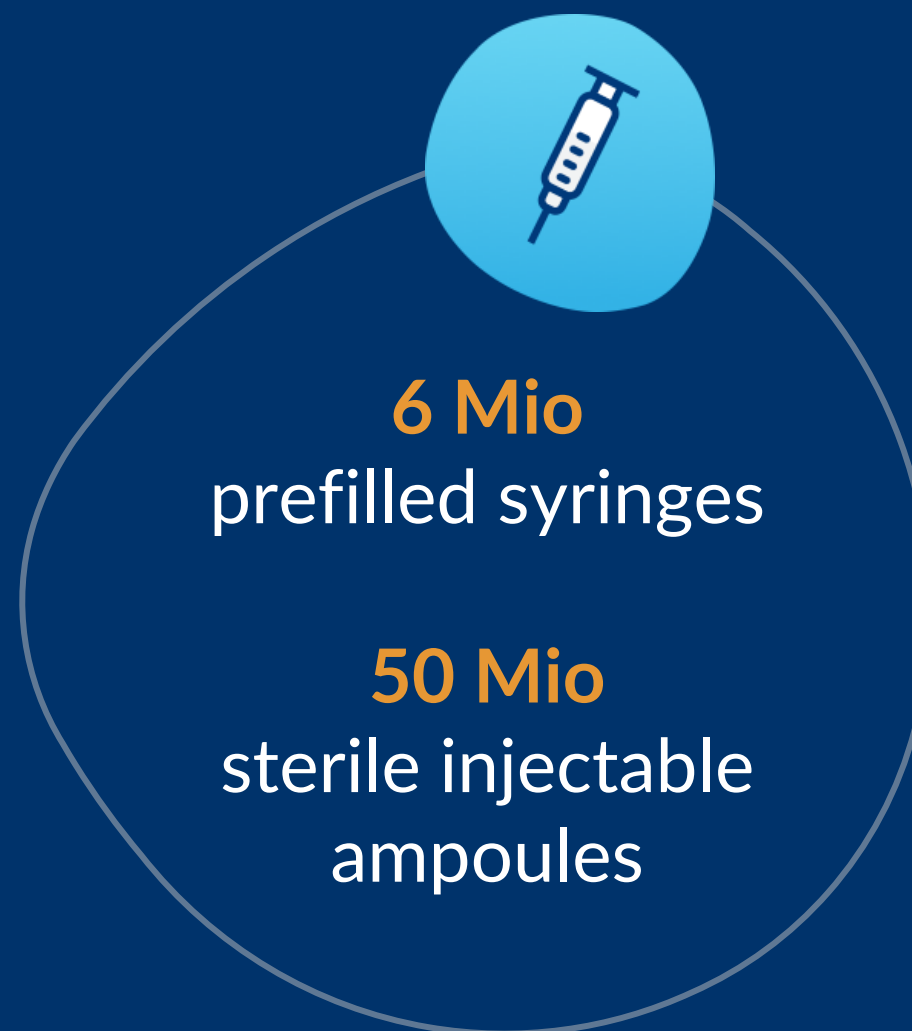 6 Mio
prefilled syringes
50 Mio
sterile injectable
ampoules